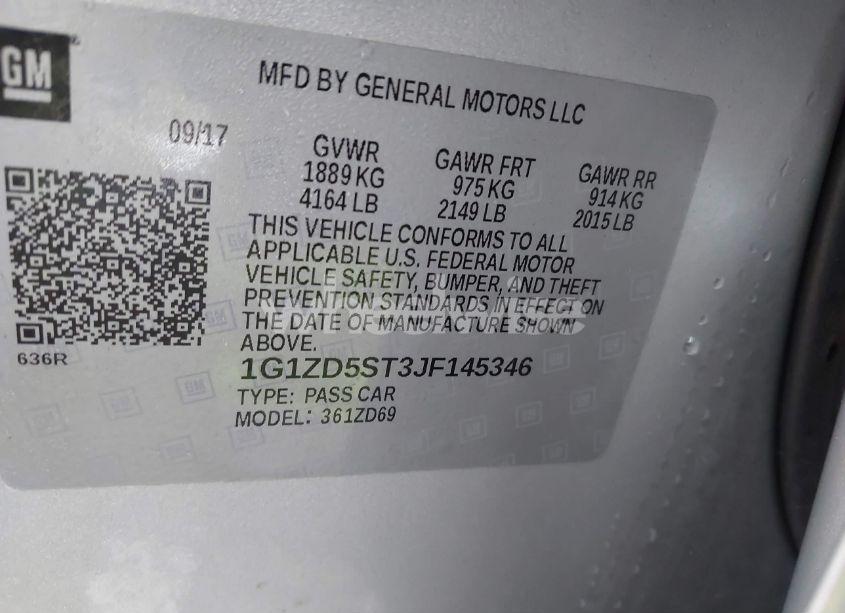 GM
MFD BY GENERAL MOTORS LLC
09/17
GVWR GAWR FRT GAWR RR
1889 KG 975 KG 914 KG
4164 LB 2149 LB 2015 LB
THIS VEHICLE CONFORMS TO ALL
APPLICABLE U.S. FEDERAL MOTOR
VEHICLE SAFETY, BUMPER, AND THEFT
PREVENTION STANDARDS IN EFFECT ON
THE DATE OF MANUFACTURE SHOWN
ABOVE.
636R
1G1ZD5ST3JF145346
TYPE: PASS CAR
MODEL: 361ZD69